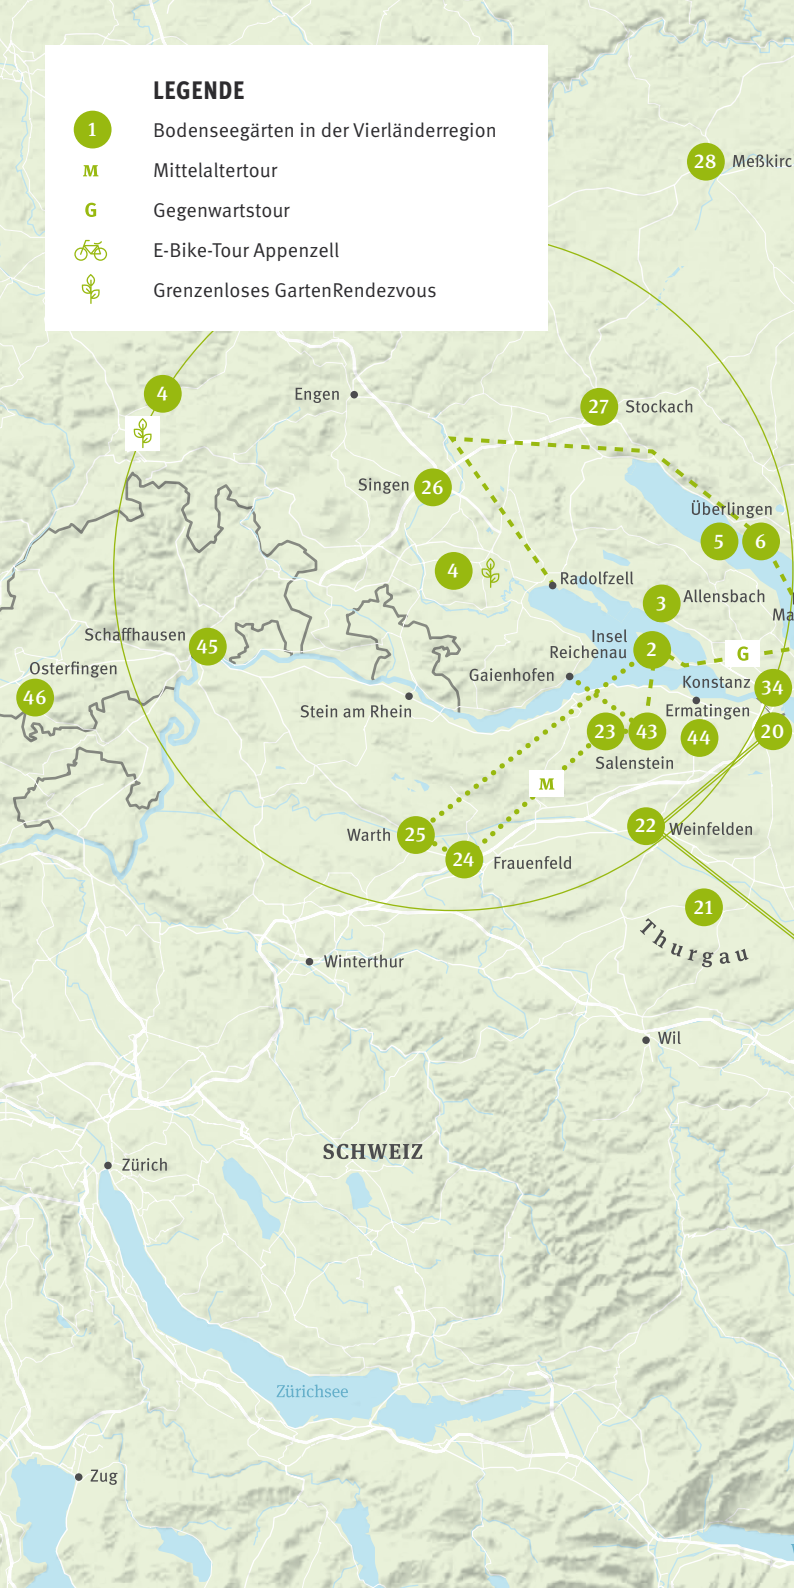 LEGENDE
1 Bodenseegärten in der Vierländerregion
M Mittelaltertour
G Gegenwartstour
E-Bike-Tour Appenzell
Grenzenloses GartenRendezvous
28 Meßkirc
4
Engen
27 Stockach
Singen 26
Überlingen
5 6
4
Radolfzell
3 Allensbach
Ma
Schaffhausen 45
Insel
Reichenau 2
G
Osterfingen
46
Gaienhofen
Konstanz 34
Stein am Rhein
Ermatingen
23 43 44 20
Salenstein
M
Warth 25
22 Weinfelden
24 Frauenfeld
21
Thurgau
Winterthur
Wil
SCHWEIZ
Zürich
Zürichsee
Zug